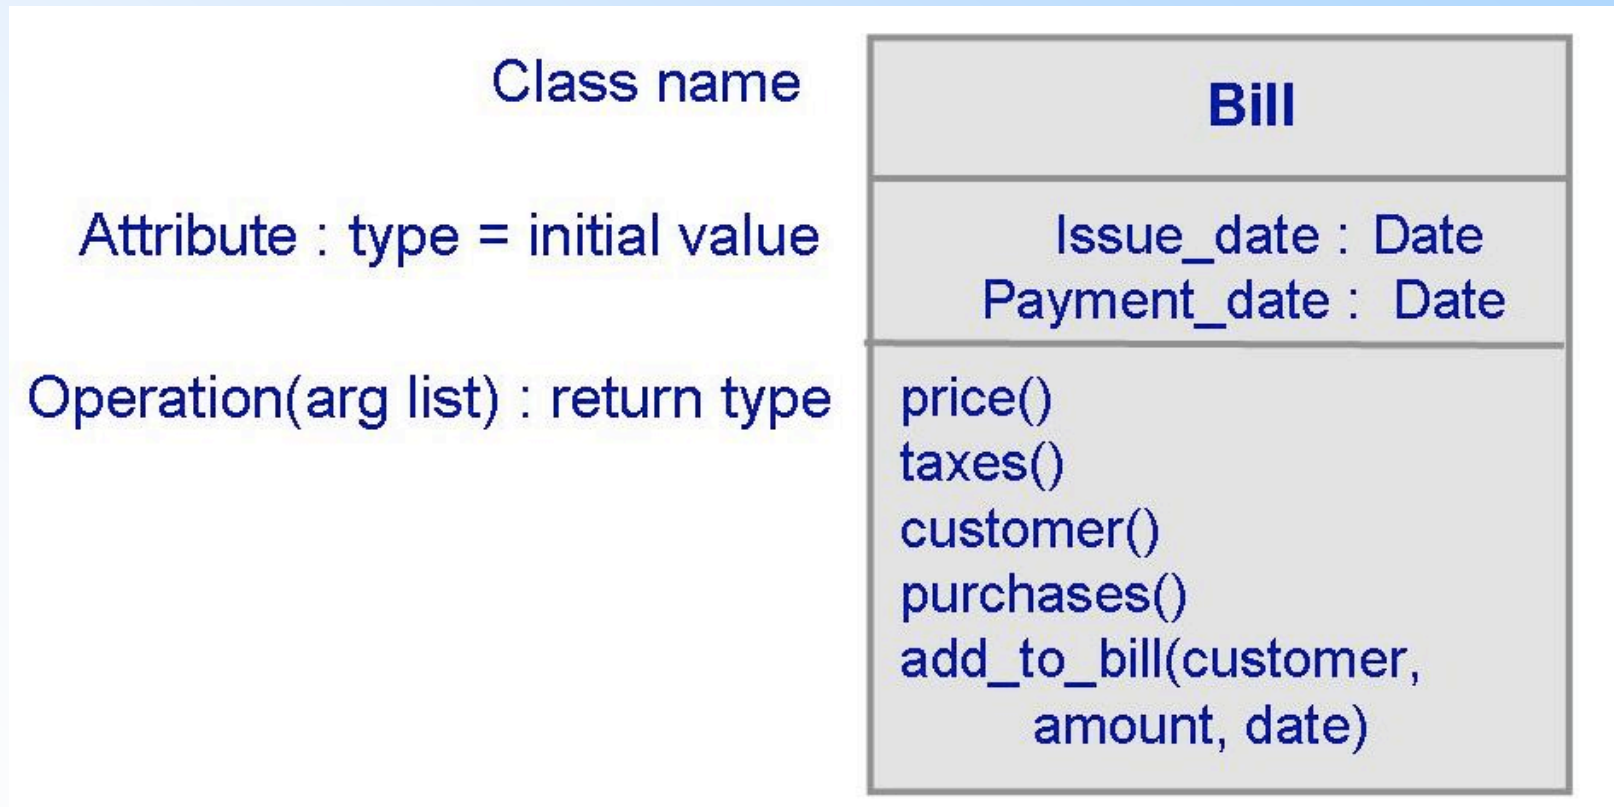 Class name
Bill
Attribute : type = initial value
Issue_date : Date
Payment_date : Date
Operation(arg list) : return type
price()
taxes()
customer()
purchases()
add_to_bill(customer,
amount, date)